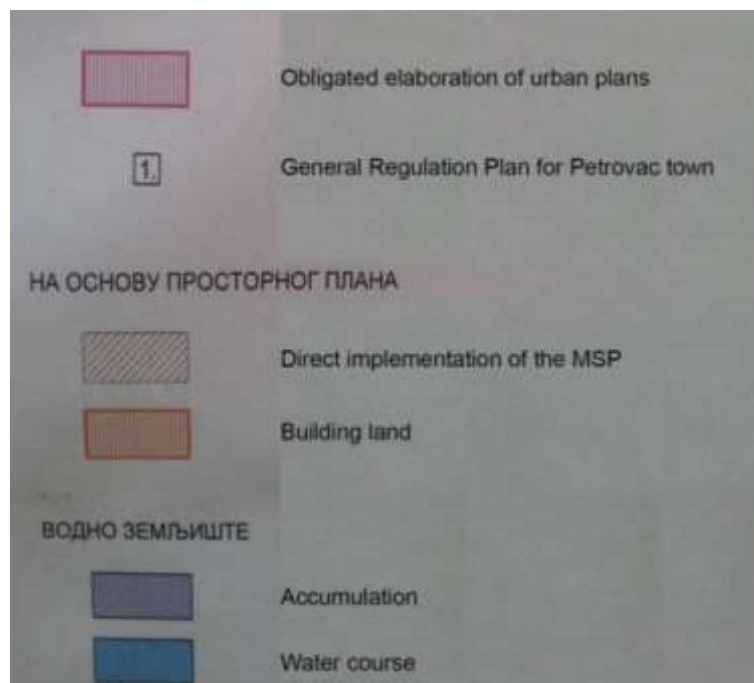 Obligated elaboration of urban plans
1. General Regulation Plan for Petrovac town
НА ОСНОВУ ПРОСТОРНОГ ПЛАНА
Direct implementation of the MSP
Building land
ВОДНО ЗЕМЉИШТЕ
Accumulation
Water course